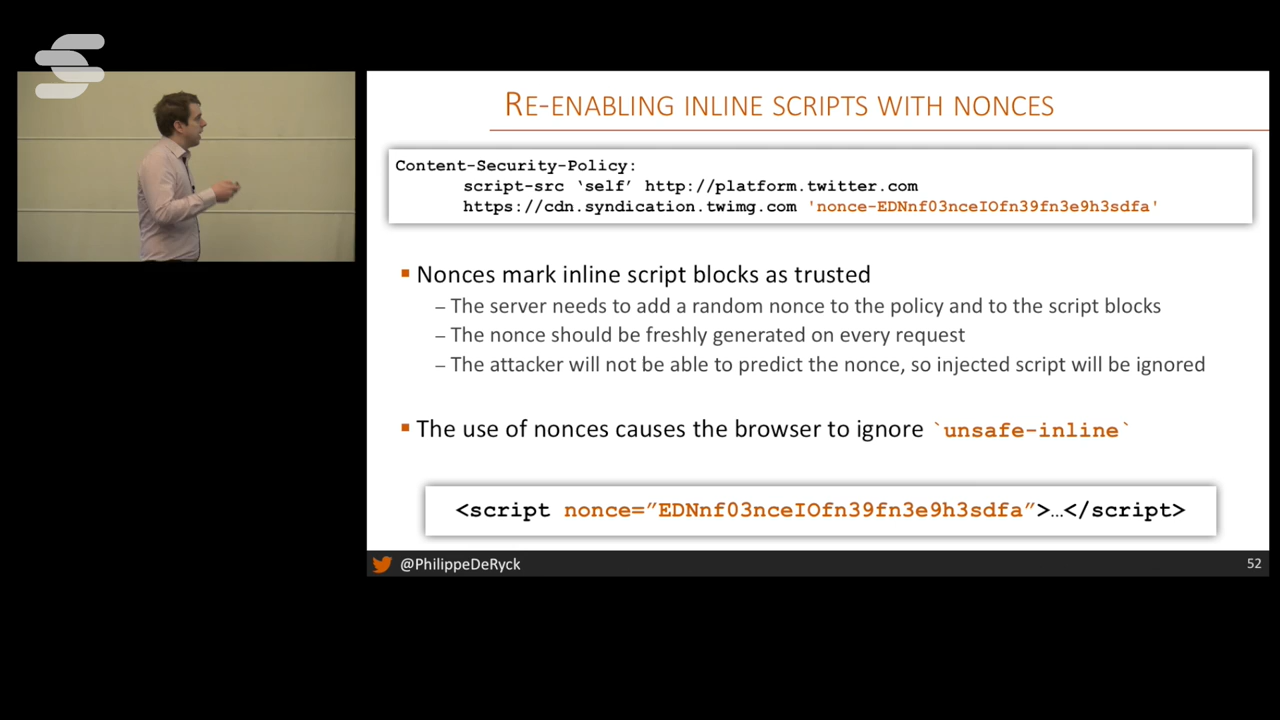 RE-ENABLING INLINE SCRIPTS WITH NONCES
Content-Security-Policy:
script-src ‘self’ http://platform.twitter.com
https://cdn.syndication.twimg.com 'nonce-EDNnf03nceIOfn39fn3e9h3sdfa'
▪ Nonces mark inline script blocks as trusted
– The server needs to add a random nonce to the policy and to the script blocks
– The nonce should be freshly generated on every request
– The attacker will not be able to predict the nonce, so injected script will be ignored
▪ The use of nonces causes the browser to ignore `unsafe-inline`
<script nonce=”EDNnf03nceIOfn39fn3e9h3sdfa”>…</script>
@PhilippeDeRyck
52